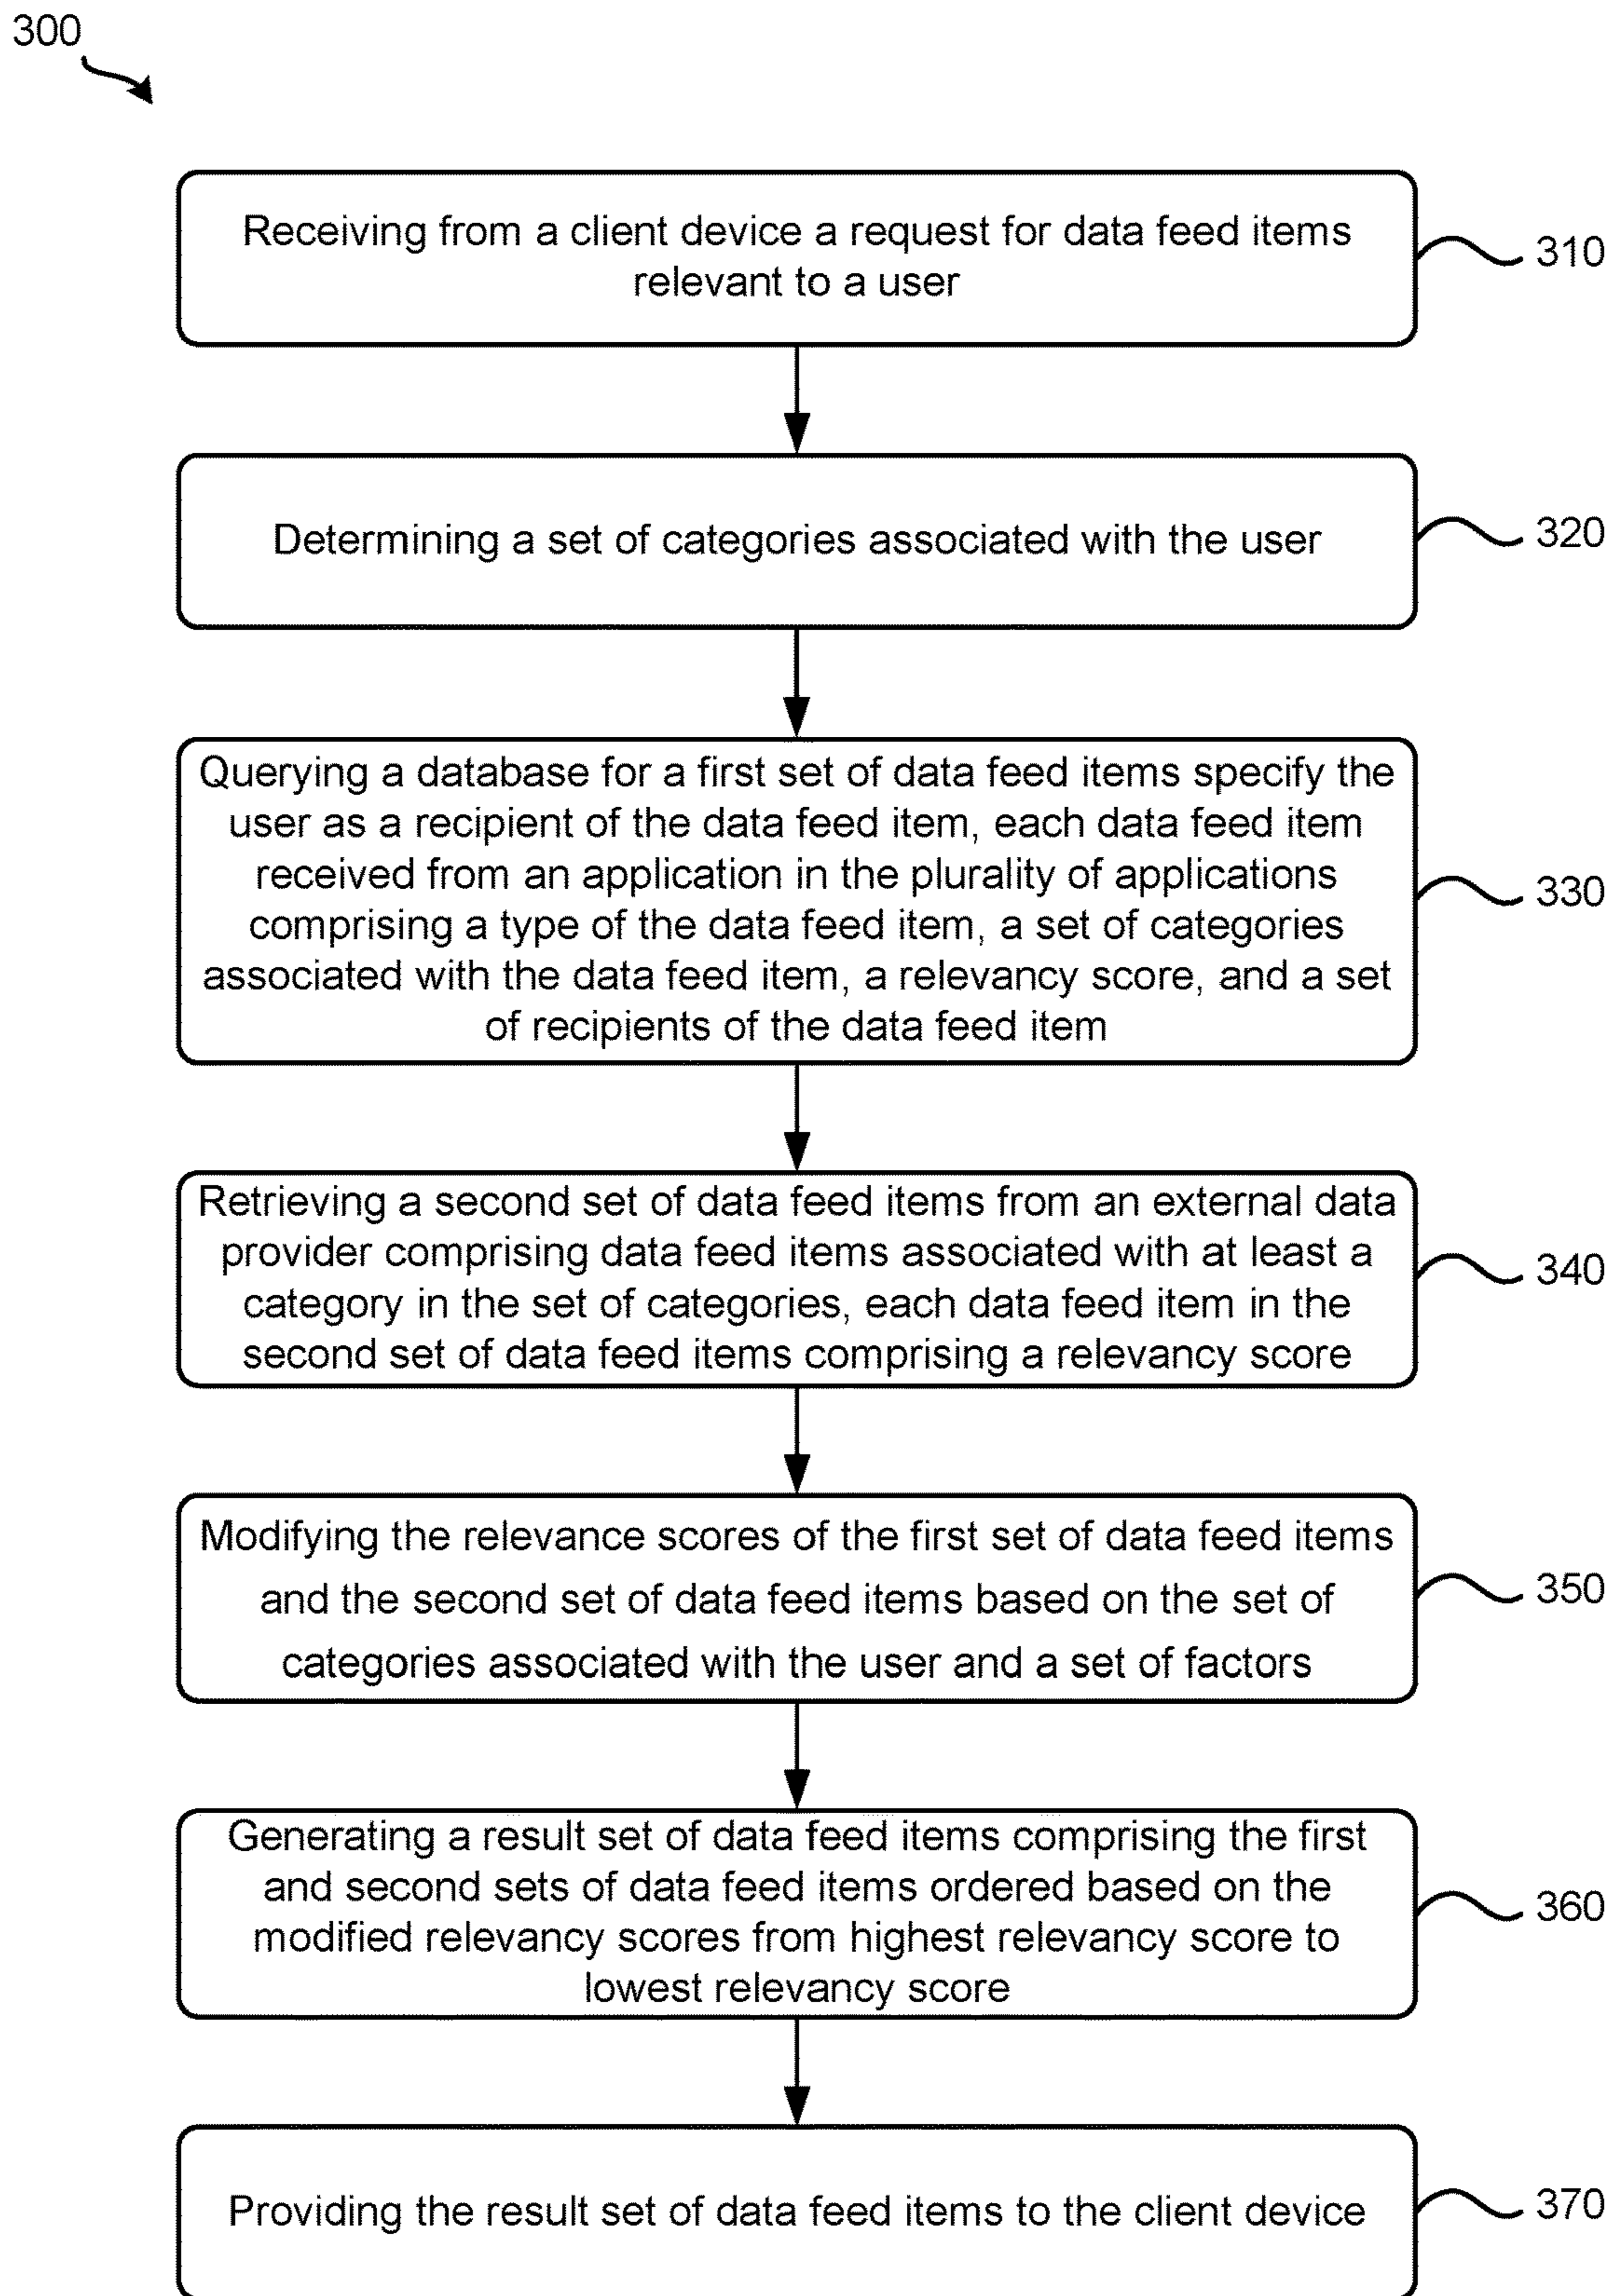 300
Receiving from a client device a request for data feed items
relevant to a user
310
Determining a set of categories associated with the user
320
Querying a database for a first set of data feed items specify the
user as a recipient of the data feed item, each data feed item
received from an application in the plurality of applications
comprising a type of the data feed item, a set of categories
associated with the data feed item, a relevancy score, and a set
of recipients of the data feed item
330
Retrieving a second set of data feed items from an external data
provider comprising data feed items associated with at least a
category in the set of categories, each data feed item in the
second set of data feed items comprising a relevancy score
340
Modifying the relevance scores of the first set of data feed items
and the second set of data feed items based on the set of
categories associated with the user and a set of factors
350
Generating a result set of data feed items comprising the first
and second sets of data feed items ordered based on the
modified relevancy scores from highest relevancy score to
lowest relevancy score
360
Providing the result set of data feed items to the client device
370